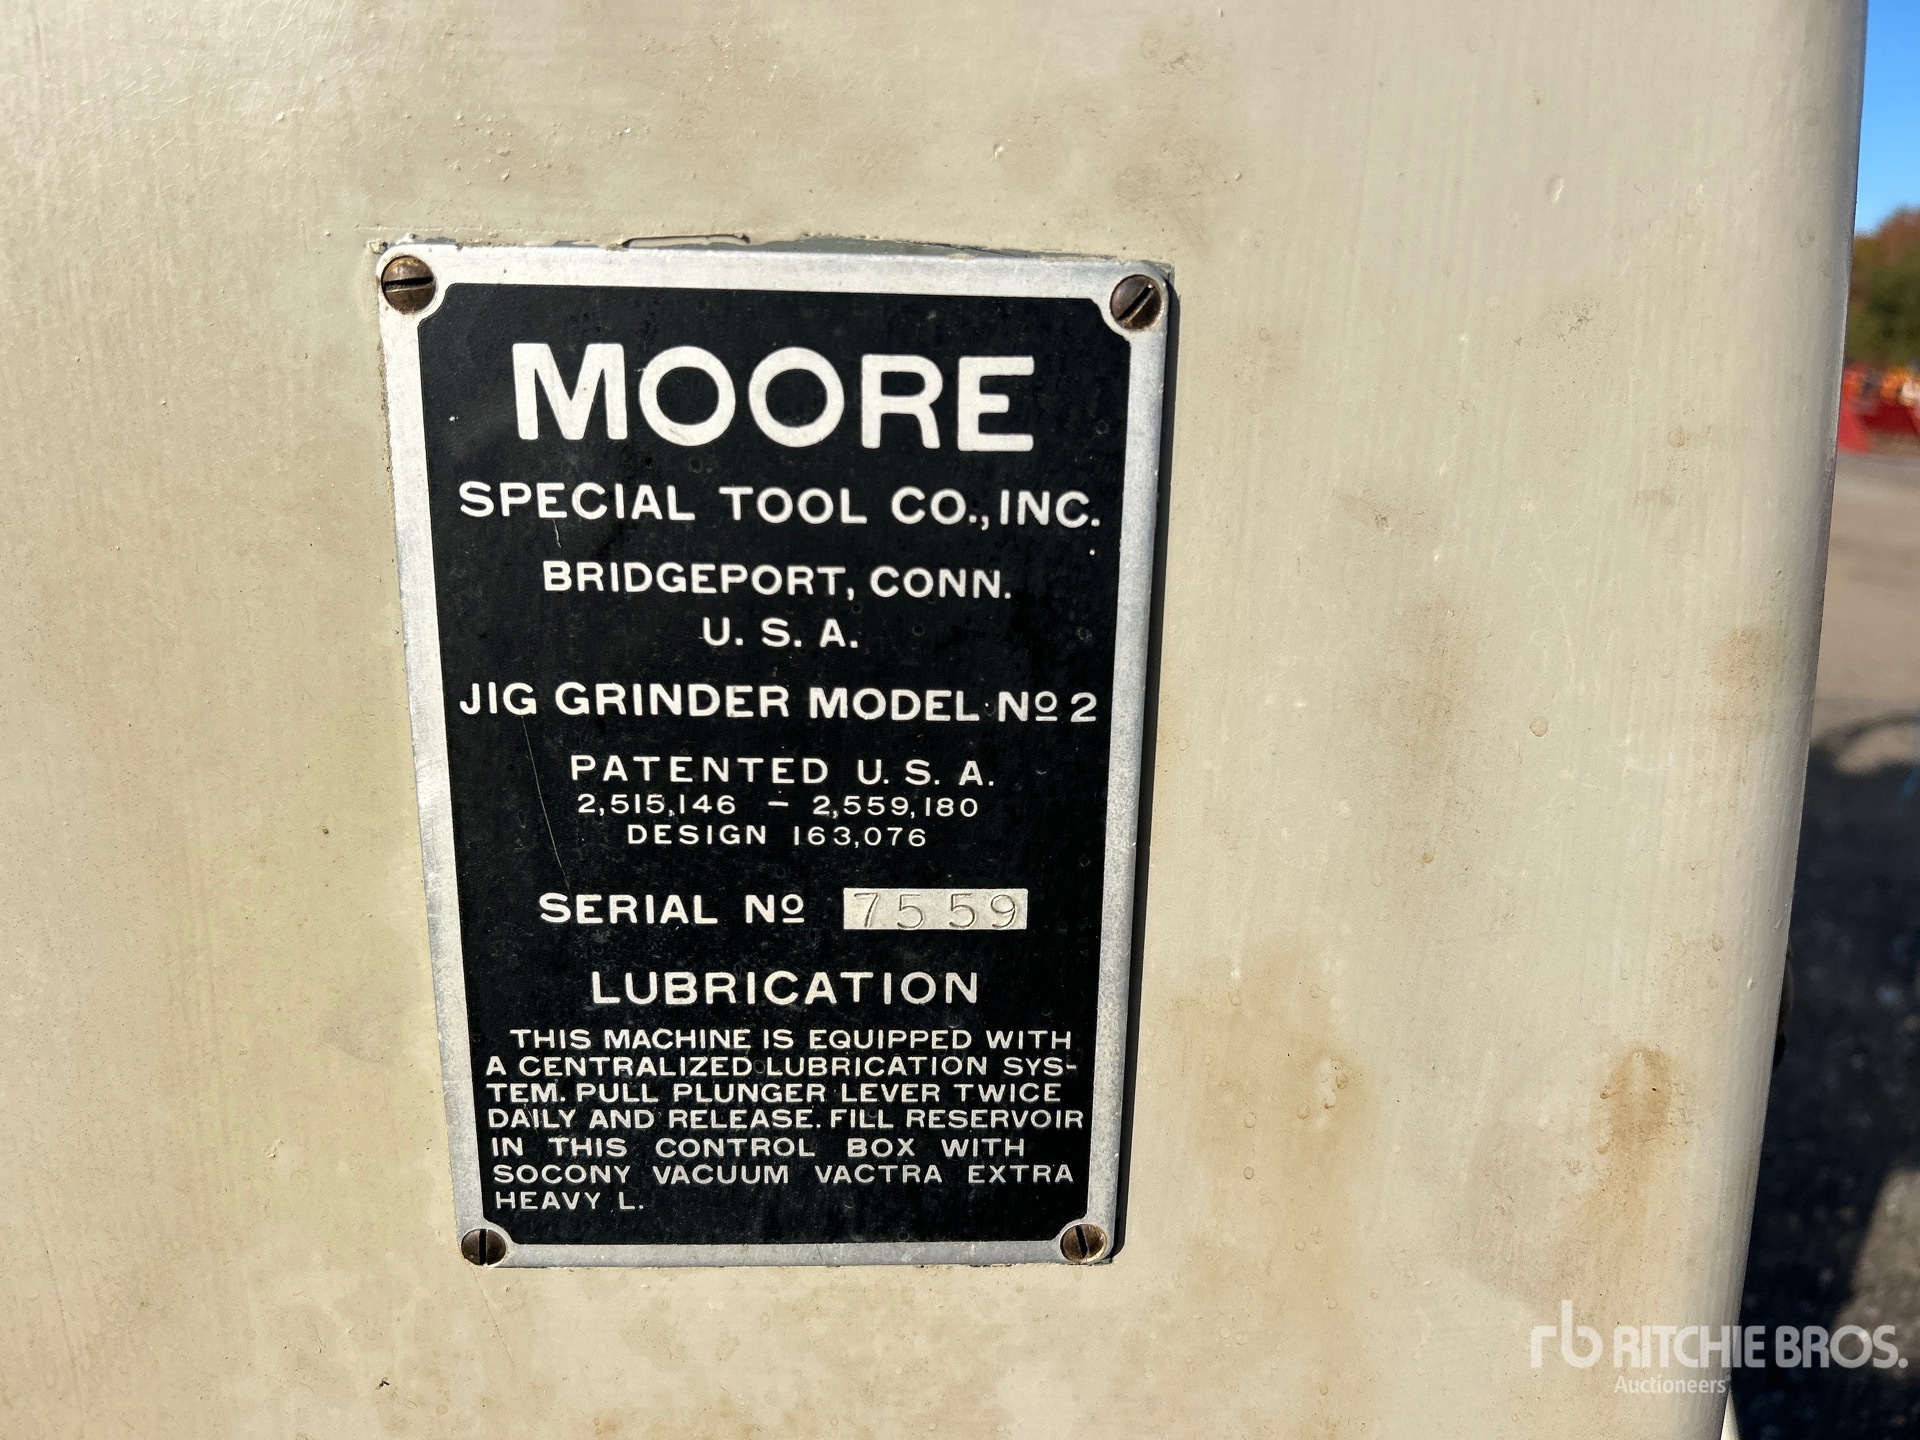 MOORE
SPECIAL TOOL CO., INC.
BRIDGEPORT, CONN.
U. S. A.
JIG GRINDER MODEL Nº 2
PATENTED U. S. A.
2,515,146 – 2,559,180
DESIGN 163,076
SERIAL Nº 7559
LUBRICATION
THIS MACHINE IS EQUIPPED WITH
A CENTRALIZED LUBRICATION SYS-
TEM. PULL PLUNGER LEVER TWICE
DAILY AND RELEASE. FILL RESERVOIR
IN THIS CONTROL BOX WITH
SOCONY VACUUM VACTRA EXTRA
HEAVY L.
rb RITCHIE BROS.
Auctioneers